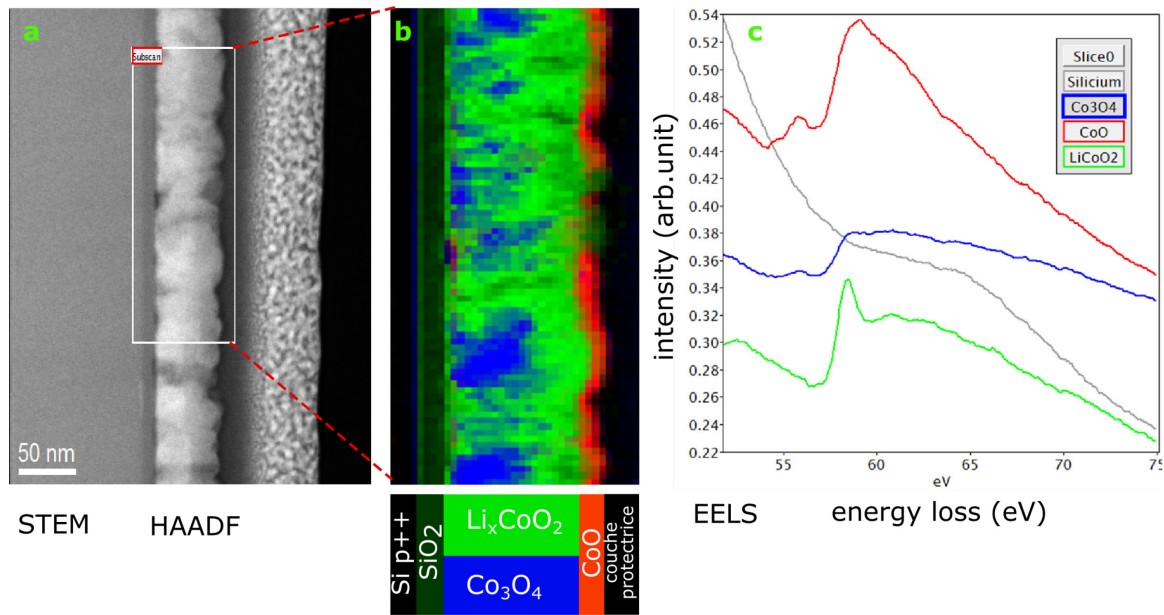 a
Subscan
50 nm
STEM HAADF
b
Si p++
SiO2
LixCoO2
Co3O4
CoO
couche
protectrice
c
intensity (arb.unit)
0.54
0.52
0.50
0.48
0.46
0.44
0.42
0.40
0.38
0.36
0.34
0.32
0.30
0.28
0.26
0.24
0.22
Slice0
Silicium
Co3O4
CoO
LiCoO2
55 60 65 70 75
eV
EELS energy loss (eV)